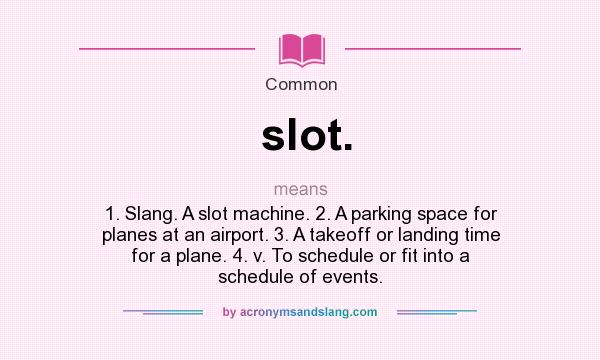 Common
slot.
means
1. Slang. A slot machine. 2. A parking space for
planes at an airport. 3. A takeoff or landing time
for a plane. 4. v. To schedule or fit into a
schedule of events.
by acronymsandslang.com